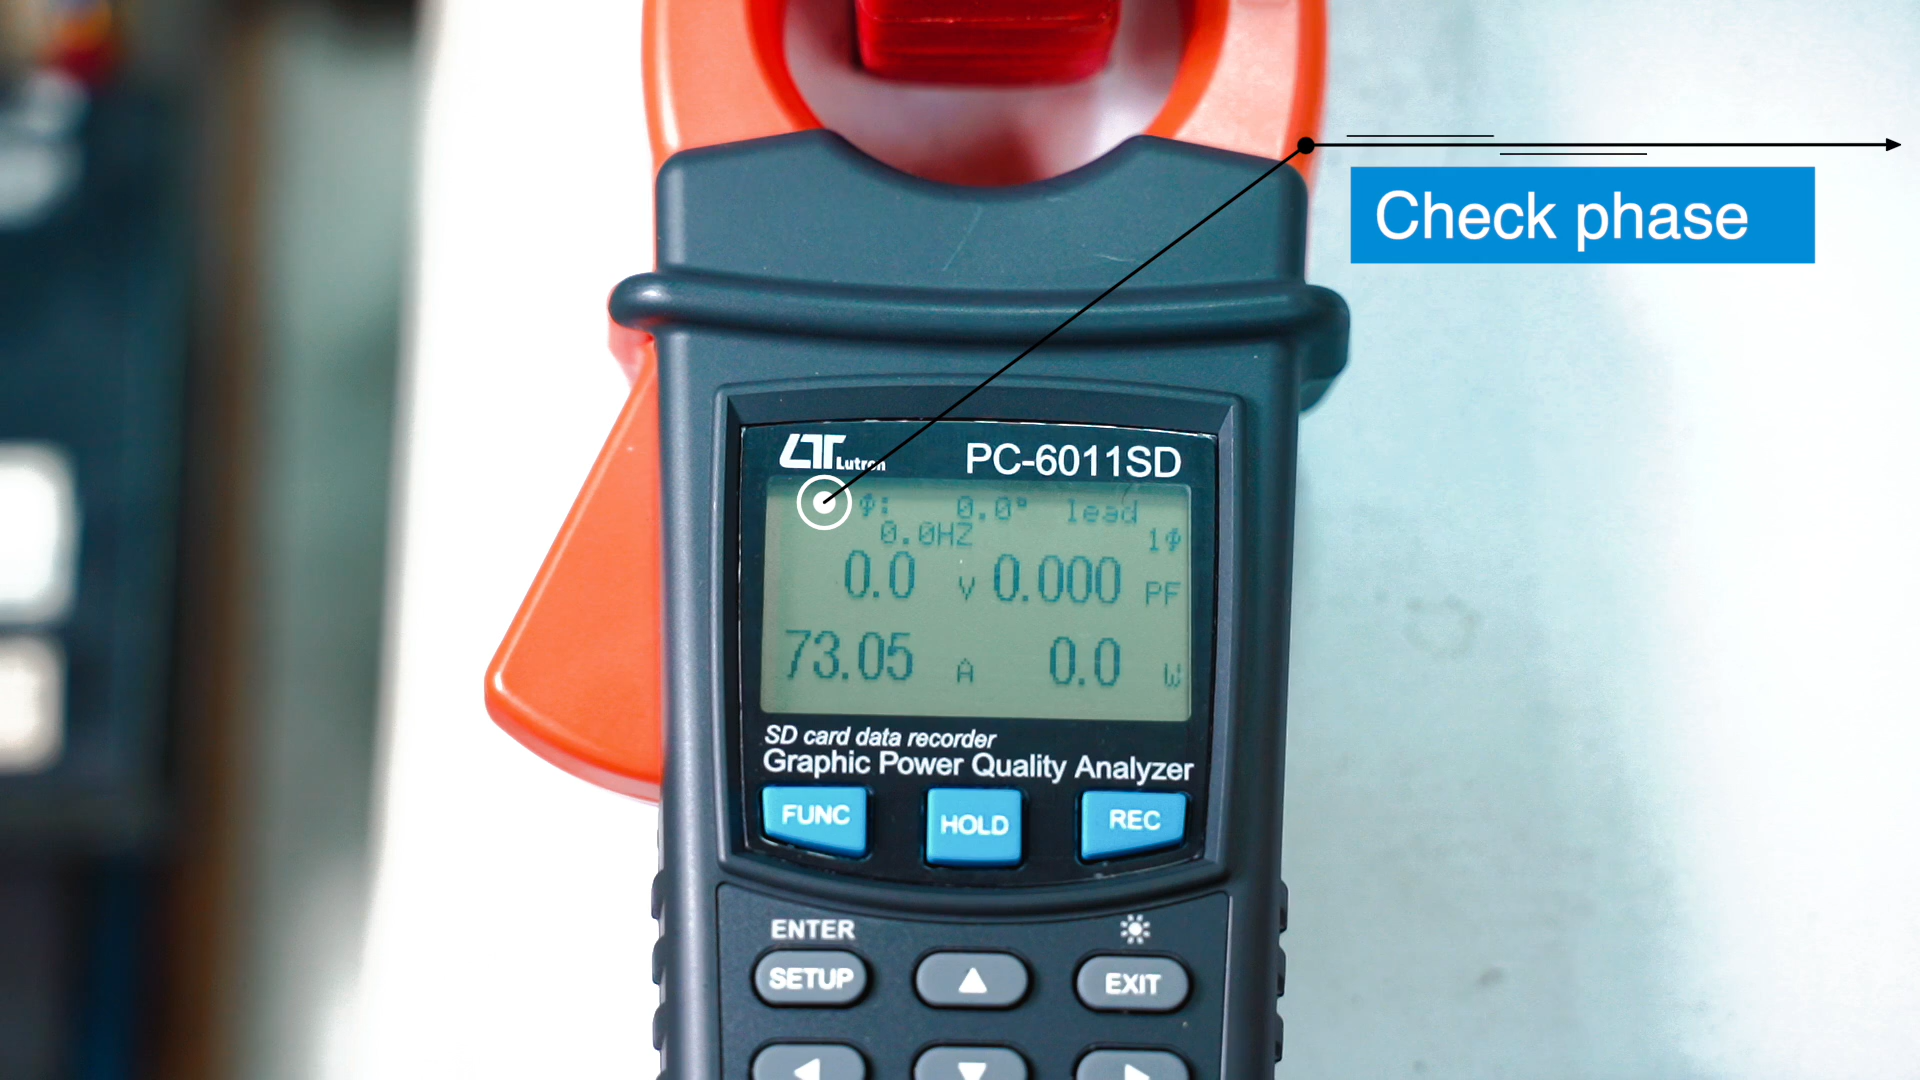 Check phase
LT Lutron
PC-6011SD
Φ: 0.0° lead
0.0HZ
1Φ
0.0 V 0.000 PF
73.05 A 0.0 W
SD card data recorder
Graphic Power Quality Analyzer
FUNC HOLD REC
ENTER
SETUP ▲ EXIT
◀ ▼ ▶